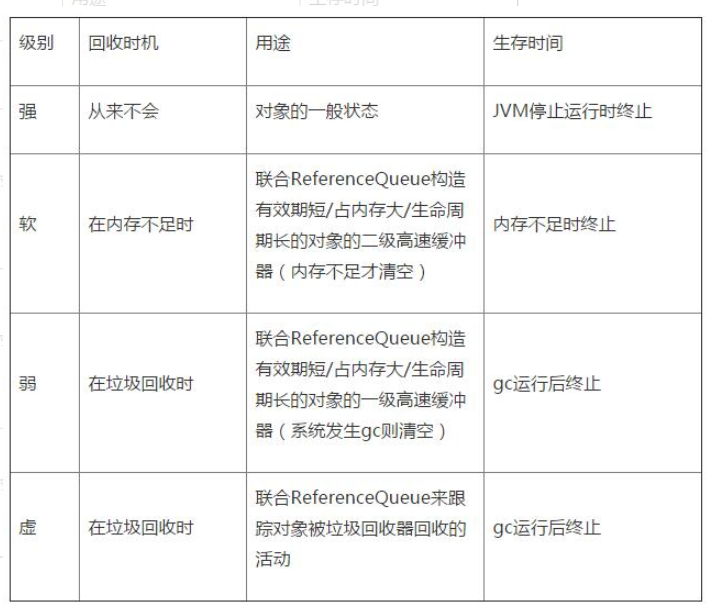 用途 生存时间
级别 回收时机 用途 生存时间
强 从来不会 对象的一般状态 JVM停止运行时终止
软 在内存不足时
联合ReferenceQueue构造
有效期短/占内存大/生命周
期长的对象的二级高速缓冲
器（内存不足才清空）
内存不足时终止
弱 在垃圾回收时
联合ReferenceQueue构造
有效期短/占内存大/生命周
期长的对象的一级高速缓冲
器（系统发生gc则清空）
gc运行后终止
虚 在垃圾回收时
联合ReferenceQueue来跟
踪对象被垃圾回收器回收的
活动
gc运行后终止